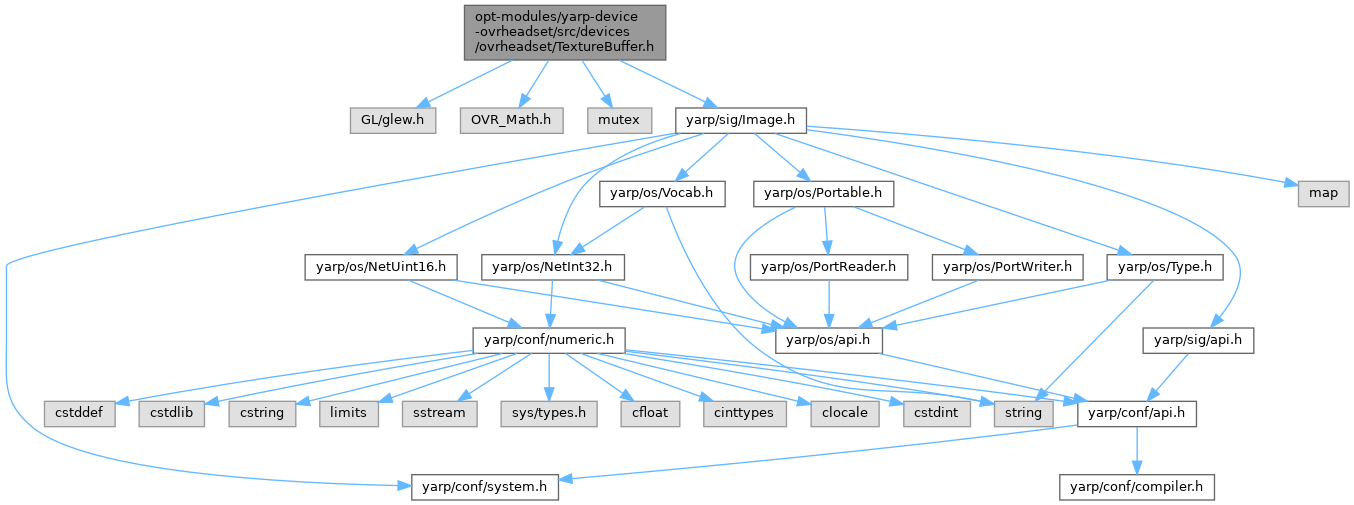 opt-modules/yarp-device
-ovrheadset/src/devices
/ovrheadset/TextureBuffer.h
GL/glew.h
OVR_Math.h
mutex
yarp/sig/Image.h
yarp/os/Vocab.h
yarp/os/Portable.h
map
yarp/os/NetUint16.h
yarp/os/NetInt32.h
yarp/os/PortReader.h
yarp/os/PortWriter.h
yarp/os/Type.h
yarp/conf/numeric.h
yarp/os/api.h
yarp/sig/api.h
cstddef
cstdlib
cstring
limits
sstream
sys/types.h
cfloat
cinttypes
clocale
cstdint
string
yarp/conf/api.h
yarp/conf/system.h
yarp/conf/compiler.h